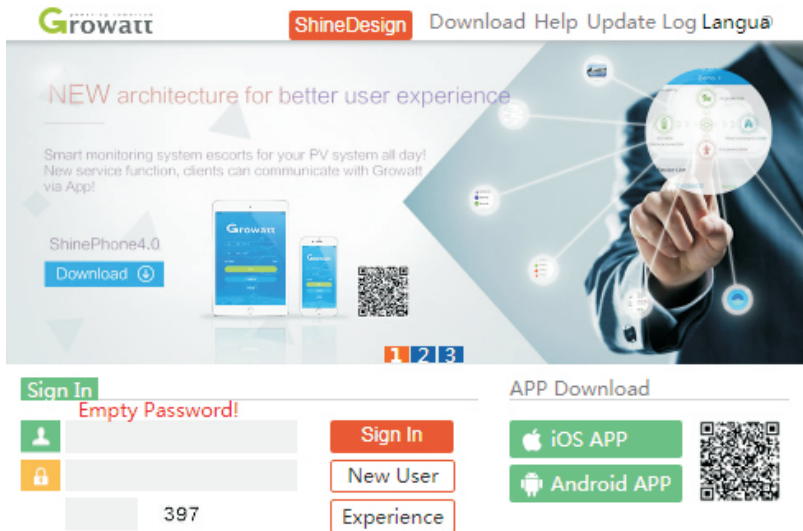 Growatt
ShineDesign Download Help Update Log Langua
NEW architecture for better user experience
Smart monitoring system escorts for your PV system all day!
New service function, clients can communicate with Growatt
via App!
ShinePhone4.0
Download
Growatt
1 2 3
Sign In
Empty Password!
Sign In
New User
397
Experience
APP Download
iOS APP
Android APP